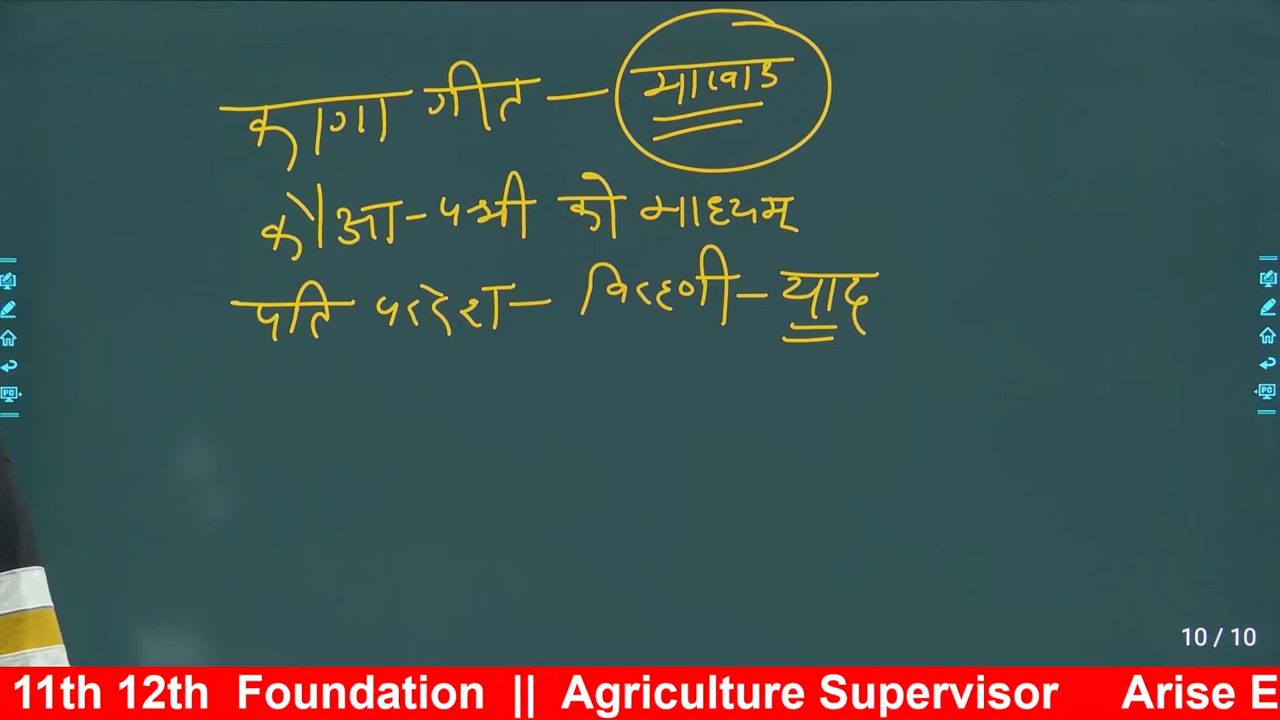 कागा गीत – मारवाड
कौआ - पक्षी को माध्यम
पति परदेश - विरहणी - याद
10 / 10
11th 12th Foundation || Agriculture Supervisor Arise E